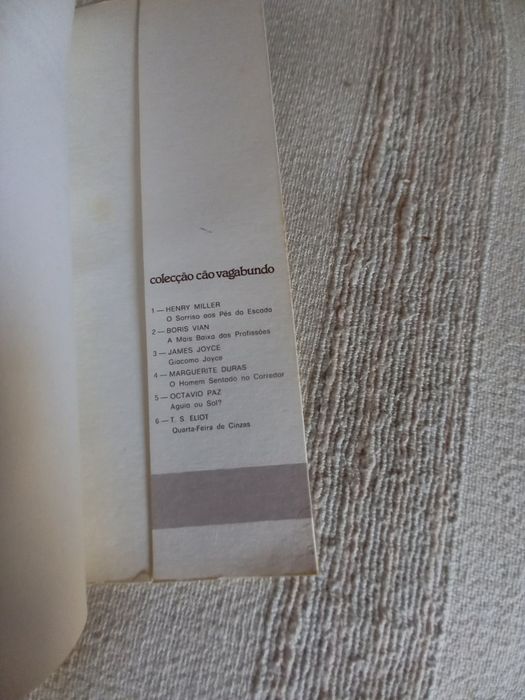 colecção cão vagabundo
1 — HENRY MILLER
O Sorriso aos Pés da Escada
2 — BORIS VIAN
A Mais Baixa das Profissões
3 — JAMES JOYCE
Giacomo Joyce
4 — MARGUERITE DURAS
O Homem Sentado no Corredor
5 — OCTAVIO PAZ
Aguia ou Sol?
6 — T. S. ELIOT
Quarta-Feira de Cinzas